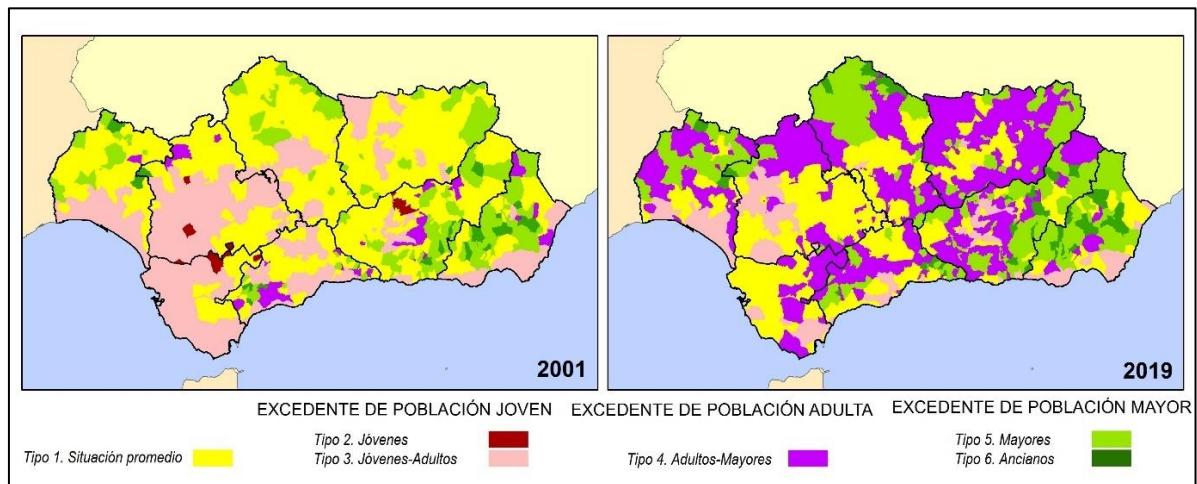 2001
2019
EXCEDENTE DE POBLACIÓN JOVEN
EXCEDENTE DE POBLACIÓN ADULTA
EXCEDENTE DE POBLACIÓN MAYOR
Tipo 1. Situación promedio
Tipo 2. Jóvenes
Tipo 3. Jóvenes-Adultos
Tipo 4. Adultos-Mayores
Tipo 5. Mayores
Tipo 6. Ancianos